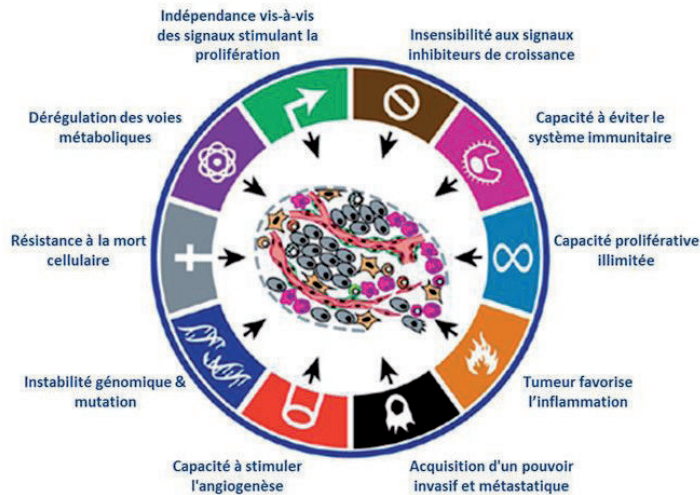 Indépendance vis-à-vis
des signaux stimulant la
prolifération
Insensibilité aux signaux
inhibiteurs de croissance
Dérégulation des voies
métaboliques
Capacité à éviter le
système immunitaire
Résistance à la mort
cellulaire
Capacité proliférative
illimitée
Instabilité génomique &
mutation
Tumeur favorise
l'inflammation
Capacité à stimuler
l'angiogenèse
Acquisition d'un pouvoir
invasif et métastatique